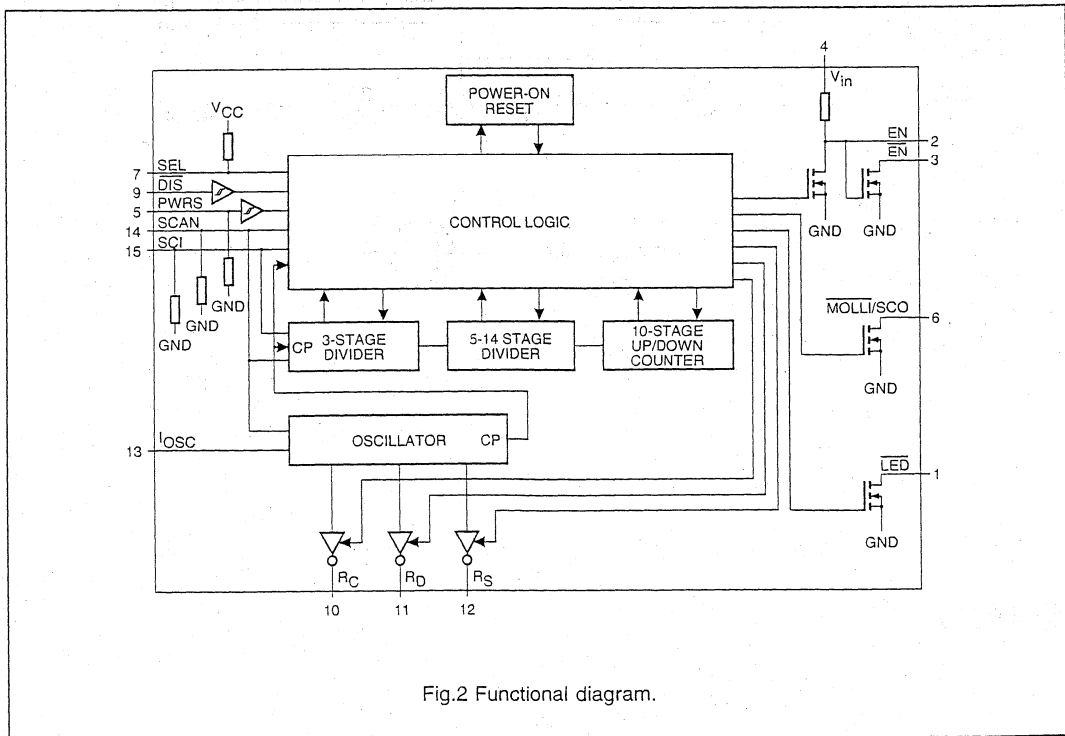 4
Vin
POWER-ON
RESET
VCC
EN
2
EN
3
7 SEL
9 DIS
5 PWRS
14 SCAN
15 SCI
CONTROL LOGIC
GND
GND
GND
GND
GND
MOLLI/SCO
6
CP 3-STAGE
DIVIDER
5-14 STAGE
DIVIDER
10-STAGE
UP/DOWN
COUNTER
GND
OSCILLATOR CP
13 IOSC
LED
1
GND
RC
RD
RS
10
11
12
Fig.2 Functional diagram.